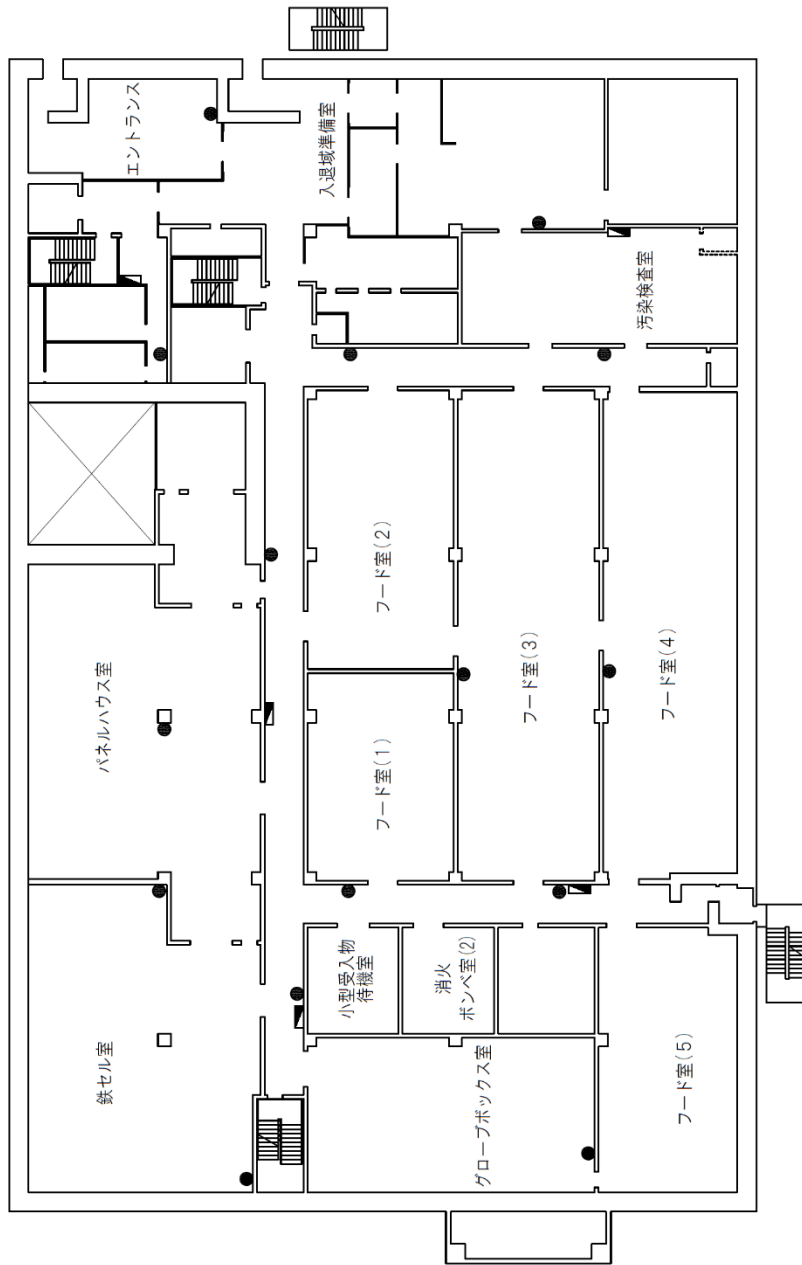 エントランス
入退域準備室
汚染検査室
パネルハウス室
フード室(2)
フード室(1)
フード室(3)
フード室(4)
鉄セル室
小型受入物
待機室
消火
ボンベ室(2)
グローブボックス室
フード室(5)